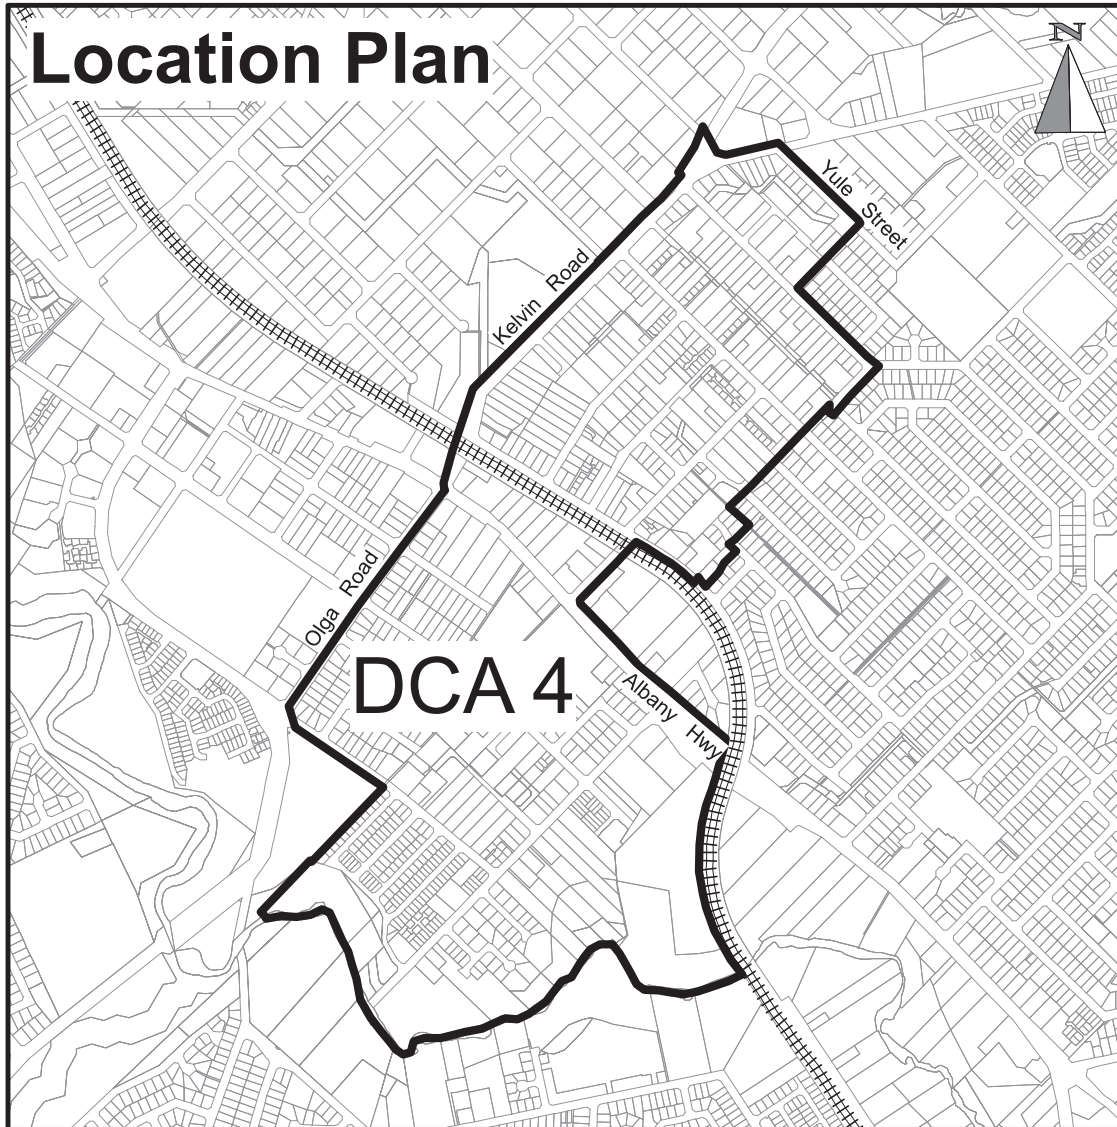 Location Plan
N
Yule Street
Kelvin Road
Olga Road
DCA 4
Albany Hwy